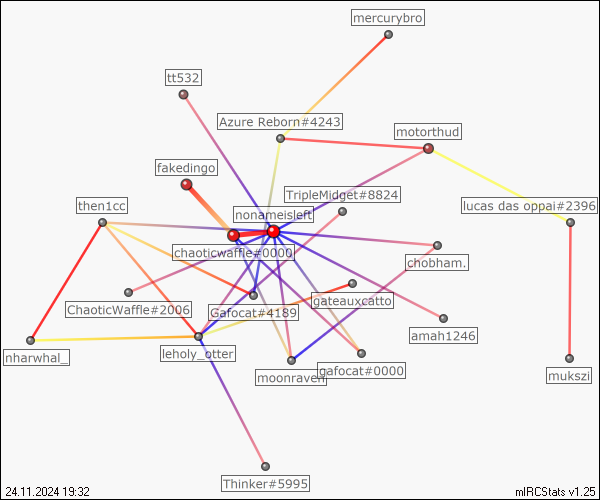 mercurybro
tt532
Azure Reborn#4243
motorthud
fakedingo
TripleMidget#8824
then1cc
nonameisleft
lucas das oppai#2396
chaoticwaffle#0000
chobham.
ChaoticWaffle#2006
Gafocat#4189
gateauxcatto
amah1246
nharwhal_
leholy_otter
moonraven
gafocat#0000
mukszi
Thinker#5995
24.11.2024 19:32
mIRCStats v1.25